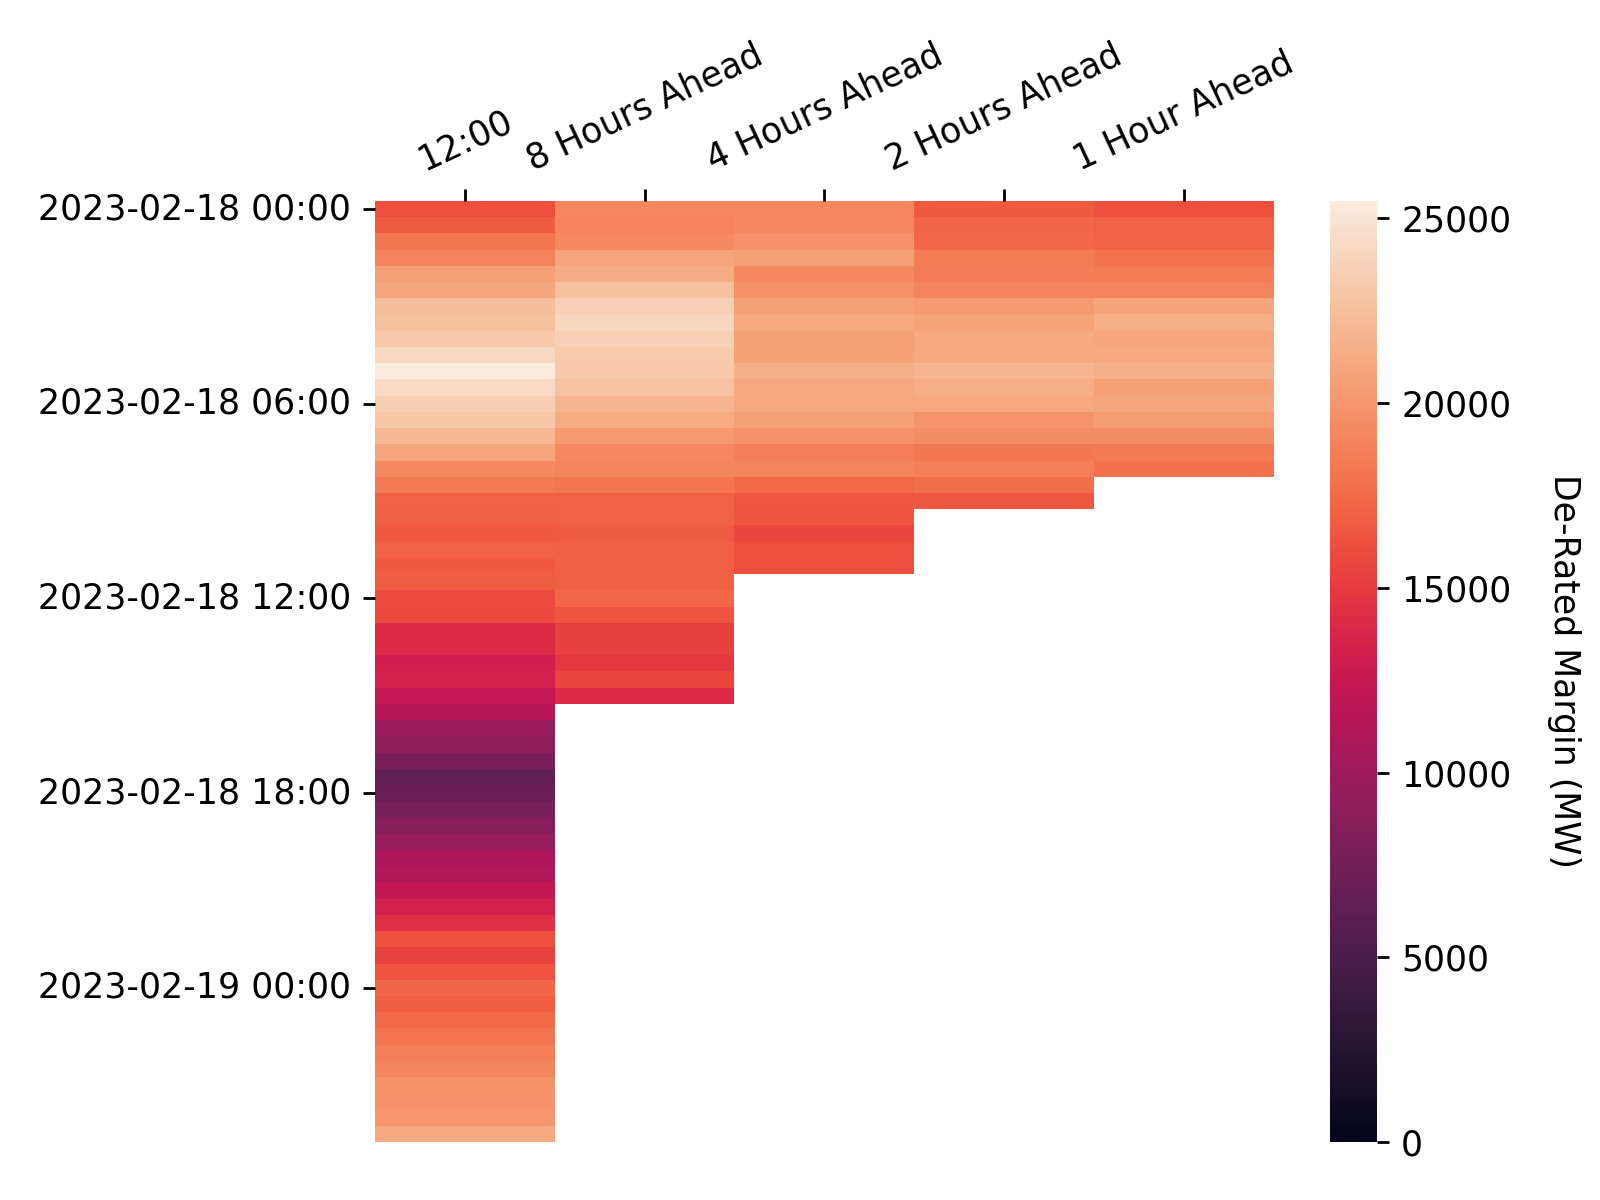 12:00
8 Hours Ahead
4 Hours Ahead
2 Hours Ahead
1 Hour Ahead
2023-02-18 00:00
2023-02-18 06:00
2023-02-18 12:00
2023-02-18 18:00
2023-02-19 00:00
25000
20000
15000
10000
5000
0
De-Rated Margin (MW)